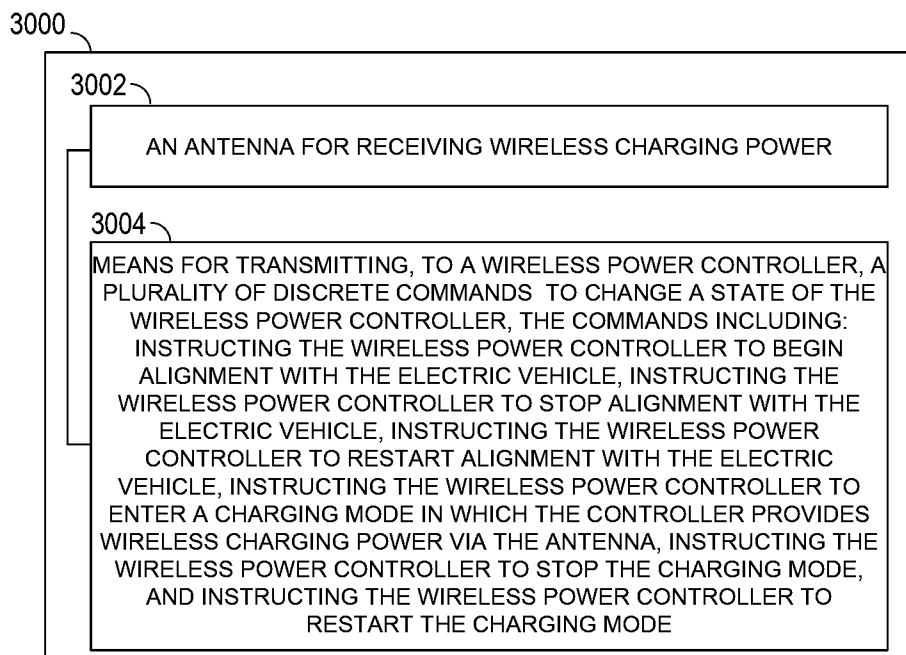 3000
3002
AN ANTENNA FOR RECEIVING WIRELESS CHARGING POWER
3004
MEANS FOR TRANSMITTING, TO A WIRELESS POWER CONTROLLER, A
PLURALITY OF DISCRETE COMMANDS TO CHANGE A STATE OF THE
WIRELESS POWER CONTROLLER, THE COMMANDS INCLUDING:
INSTRUCTING THE WIRELESS POWER CONTROLLER TO BEGIN
ALIGNMENT WITH THE ELECTRIC VEHICLE, INSTRUCTING THE
WIRELESS POWER CONTROLLER TO STOP ALIGNMENT WITH THE
ELECTRIC VEHICLE, INSTRUCTING THE WIRELESS POWER
CONTROLLER TO RESTART ALIGNMENT WITH THE ELECTRIC
VEHICLE, INSTRUCTING THE WIRELESS POWER CONTROLLER TO
ENTER A CHARGING MODE IN WHICH THE CONTROLLER PROVIDES
WIRELESS CHARGING POWER VIA THE ANTENNA, INSTRUCTING THE
WIRELESS POWER CONTROLLER TO STOP THE CHARGING MODE,
AND INSTRUCTING THE WIRELESS POWER CONTROLLER TO
RESTART THE CHARGING MODE